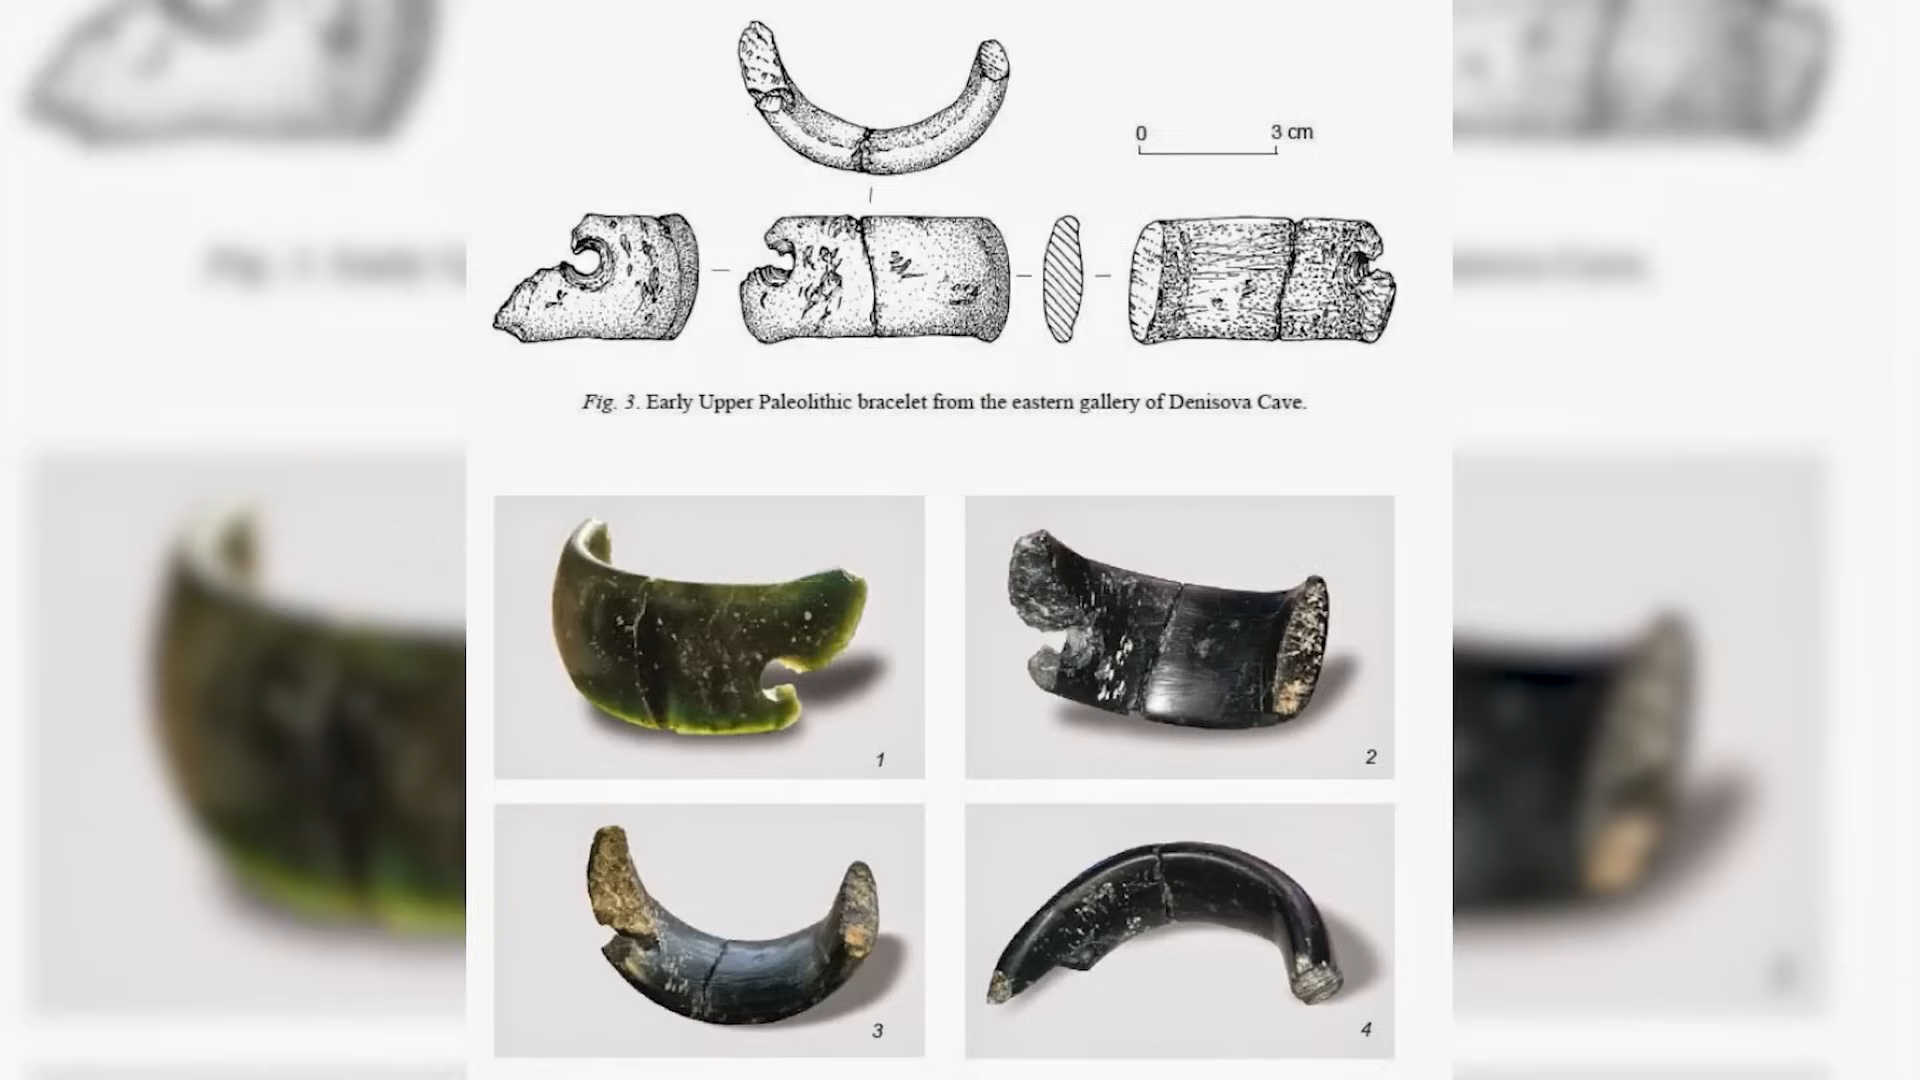 0 3 cm
Fig. 3. Early Upper Paleolithic bracelet from the eastern gallery of Denisova Cave.
1
2
3
4